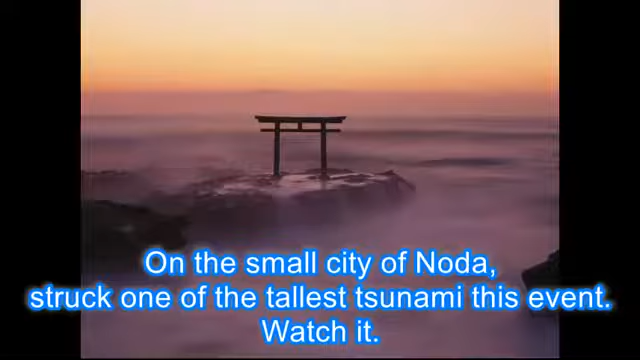 On the small city of Noda,
struck one of the tallest tsunami this event.
Watch it.